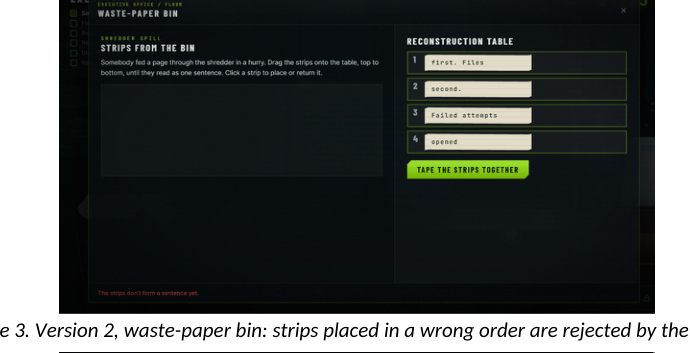 EXECUTIVE OFFICE / FLOOR
WASTE-PAPER BIN
×
SHREDDER SPILL
STRIPS FROM THE BIN
Somebody fed a page through the shredder in a hurry. Drag the strips onto the table, top to
bottom, until they read as one sentence. Click a strip to place or return it.
RECONSTRUCTION TABLE
1 first. Files
2 second.
3 Failed attempts
4 opened
TAPE THE STRIPS TOGETHER
The strips don't form a sentence yet.
e 3. Version 2, waste-paper bin: strips placed in a wrong order are rejected by the